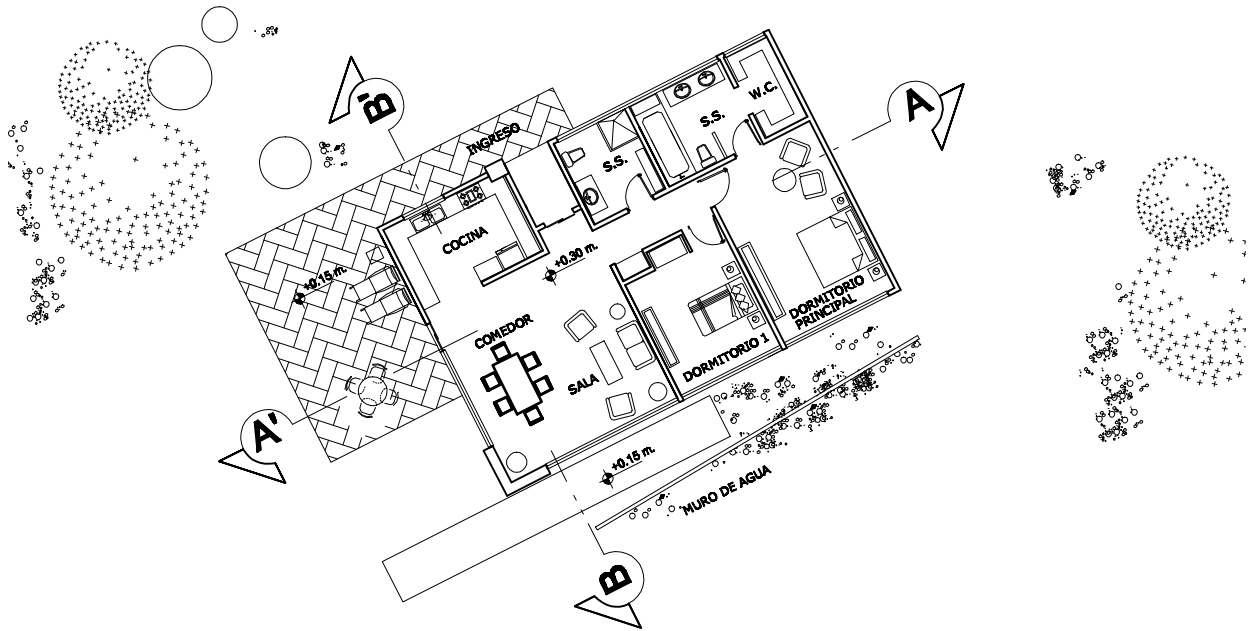 B'
INGRESO
S.S.
S.S.
W.C.
A
COCINA
+0.30 m.
+0.15 m.
COMEDOR
SALA
DORMITORIO 1
DORMITORIO
PRINCIPAL
A'
+0.15 m.
MURO DE AGUA
B